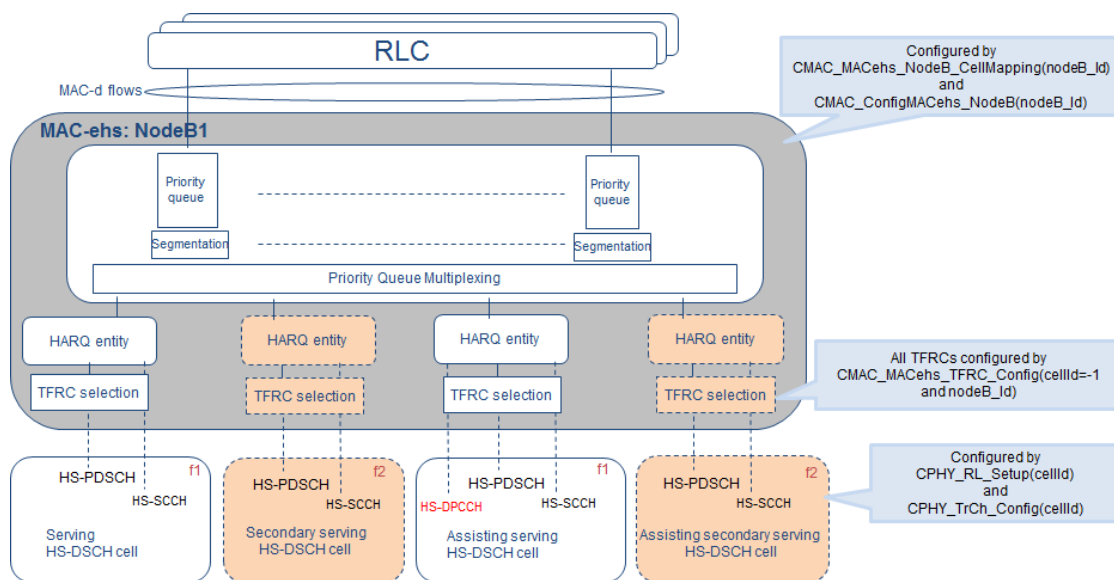 RLC
Configured by
CMAC_MACehs_NodeB_CellMapping(nodeB_Id)
and
CMAC_ConfigMACehs_NodeB(nodeB_Id)
MAC-d flows
MAC-ehs: NodeB1
Priority
queue
Priority
queue
Segmentation
Segmentation
Priority Queue Multiplexing
HARQ entity
HARQ entity
HARQ entity
HARQ entity
TFRC selection
TFRC selection
TFRC selection
TFRC selection
All TFRCs configured by
CMAC_MACehs_TFRC_Config(cellId=-1
and nodeB_Id)
f1
HS-PDSCH
HS-SCCH
Serving
HS-DSCH cell
f2
HS-PDSCH
HS-SCCH
Secondary serving
HS-DSCH cell
f1
HS-PDSCH
HS-DPCCH
HS-SCCH
Assisting serving
HS-DSCH cell
f2
HS-PDSCH
HS-SCCH
Assisting secondary serving
HS-DSCH cell
Configured by
CPHY_RL_Setup(cellId)
and
CPHY_TrCh_Config(cellId)